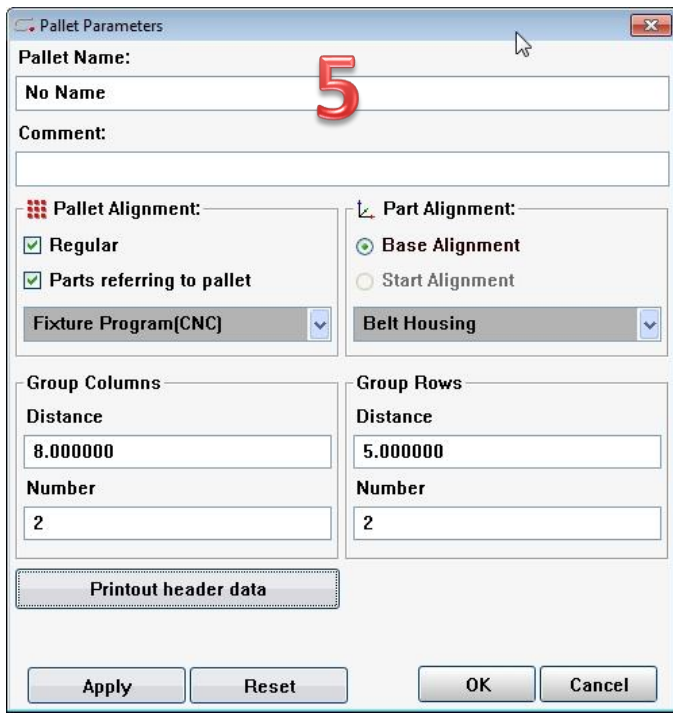 Pallet Parameters
Pallet Name:
5
No Name
Comment:
Pallet Alignment:
Regular
Parts referring to pallet
Fixture Program(CNC)
Part Alignment:
Base Alignment
Start Alignment
Belt Housing
Group Columns
Distance
8.000000
Number
2
Group Rows
Distance
5.000000
Number
2
Printout header data
Apply
Reset
OK
Cancel